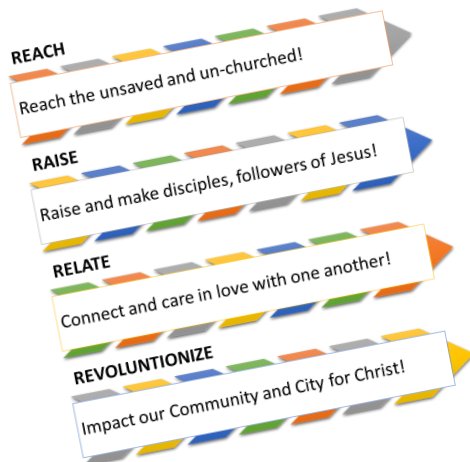 REACH
Reach the unsaved and un-churched!
RAISE
Raise and make disciples, followers of Jesus!
RELATE
Connect and care in love with one another!
REVOLUNTIONIZE
Impact our Community and City for Christ!